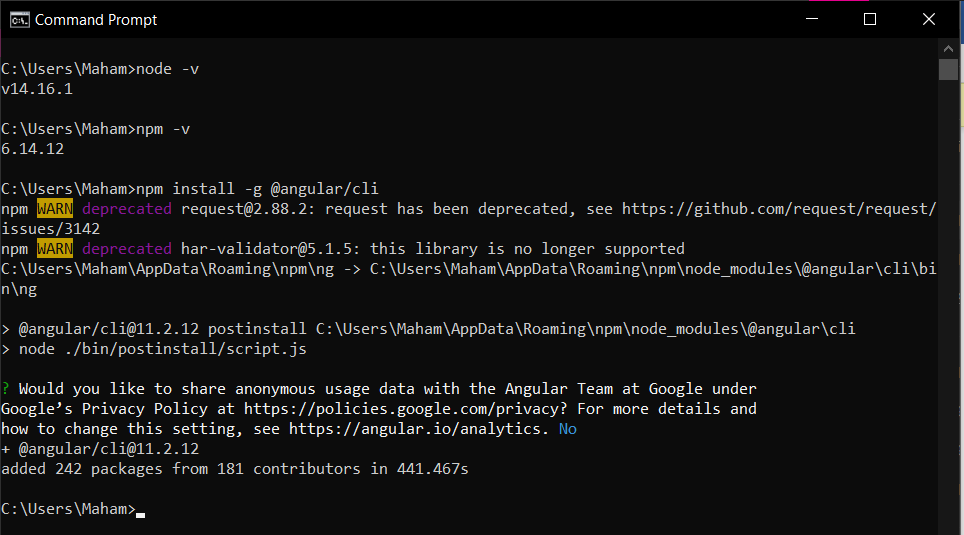 Command Prompt
C:\Users\Maham>node -v
v14.16.1
C:\Users\Maham>npm -v
6.14.12
C:\Users\Maham>npm install -g @angular/cli
npm WARN deprecated request@2.88.2: request has been deprecated, see https://github.com/request/request/
issues/3142
npm WARN deprecated har-validator@5.1.5: this library is no longer supported
C:\Users\Maham\AppData\Roaming\npm\ng -> C:\Users\Maham\AppData\Roaming\npm\node_modules\@angular\cli\bi
n\ng
> @angular/cli@11.2.12 postinstall C:\Users\Maham\AppData\Roaming\npm\node_modules\@angular\cli
> node ./bin/postinstall/script.js
? Would you like to share anonymous usage data with the Angular Team at Google under
Google’s Privacy Policy at https://policies.google.com/privacy? For more details and
how to change this setting, see https://angular.io/analytics. No
+ @angular/cli@11.2.12
added 242 packages from 181 contributors in 441.467s
C:\Users\Maham>